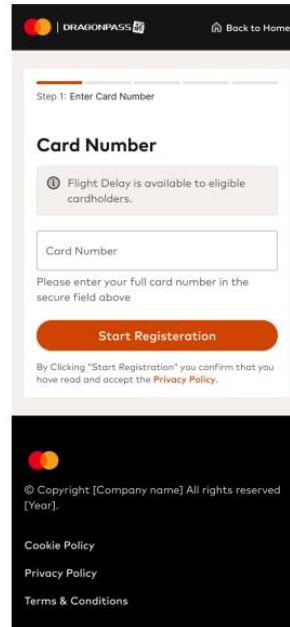 DRAGONPASS
Back to Home
Step 1: Enter Card Number
Card Number
Flight Delay is available to eligible
cardholders.
Card Number
Please enter your full card number in the
secure field above
Start Registeration
By Clicking "Start Registration" you confirm that you
have read and accept the Privacy Policy.
© Copyright [Company name] All rights reserved
[Year].
Cookie Policy
Privacy Policy
Terms & Conditions